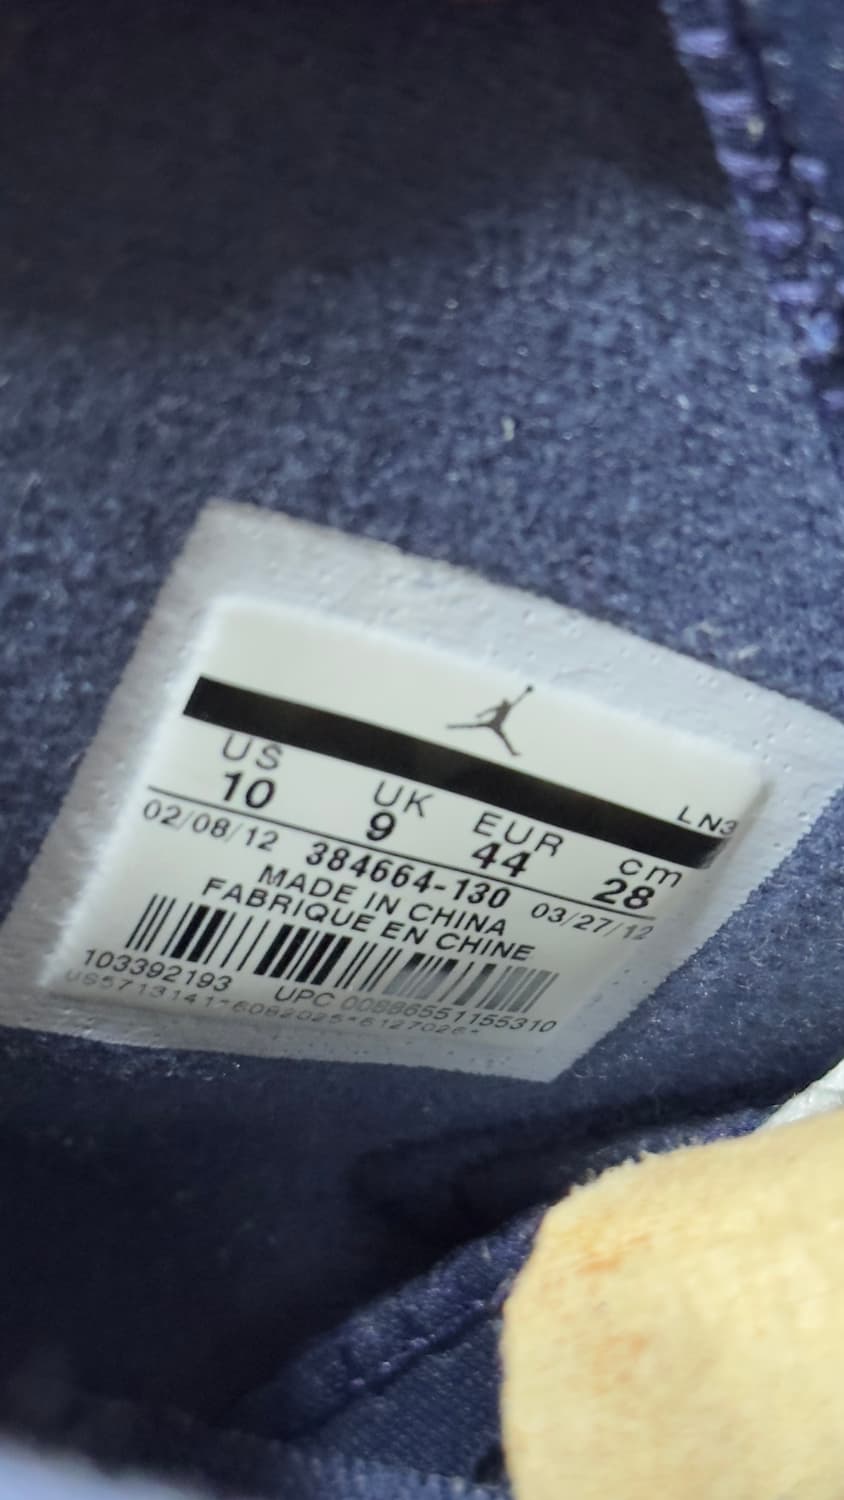 LN3
US UK EUR cm
10 9 44 28
02/08/12 384664-130 03/27/12
MADE IN CHINA
FABRIQUE EN CHINE
103392193 UPC 00886551155310